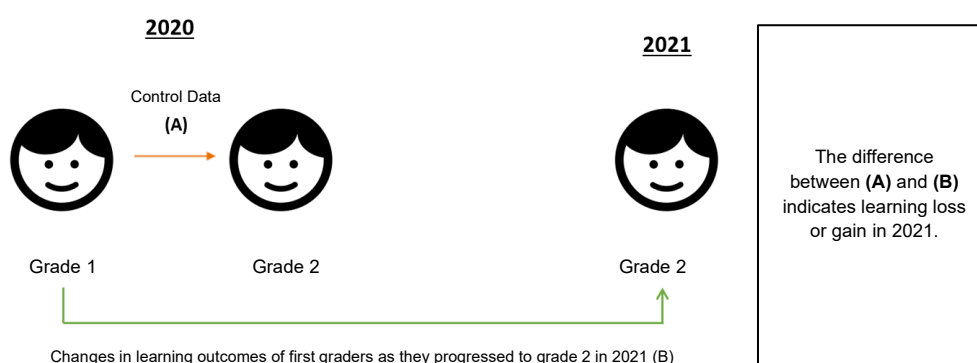 2020
2021
Control Data
(A)
Grade 1
Grade 2
Grade 2
Changes in learning outcomes of first graders as they progressed to grade 2 in 2021 (B)
The difference
between (A) and (B)
indicates learning loss
or gain in 2021.